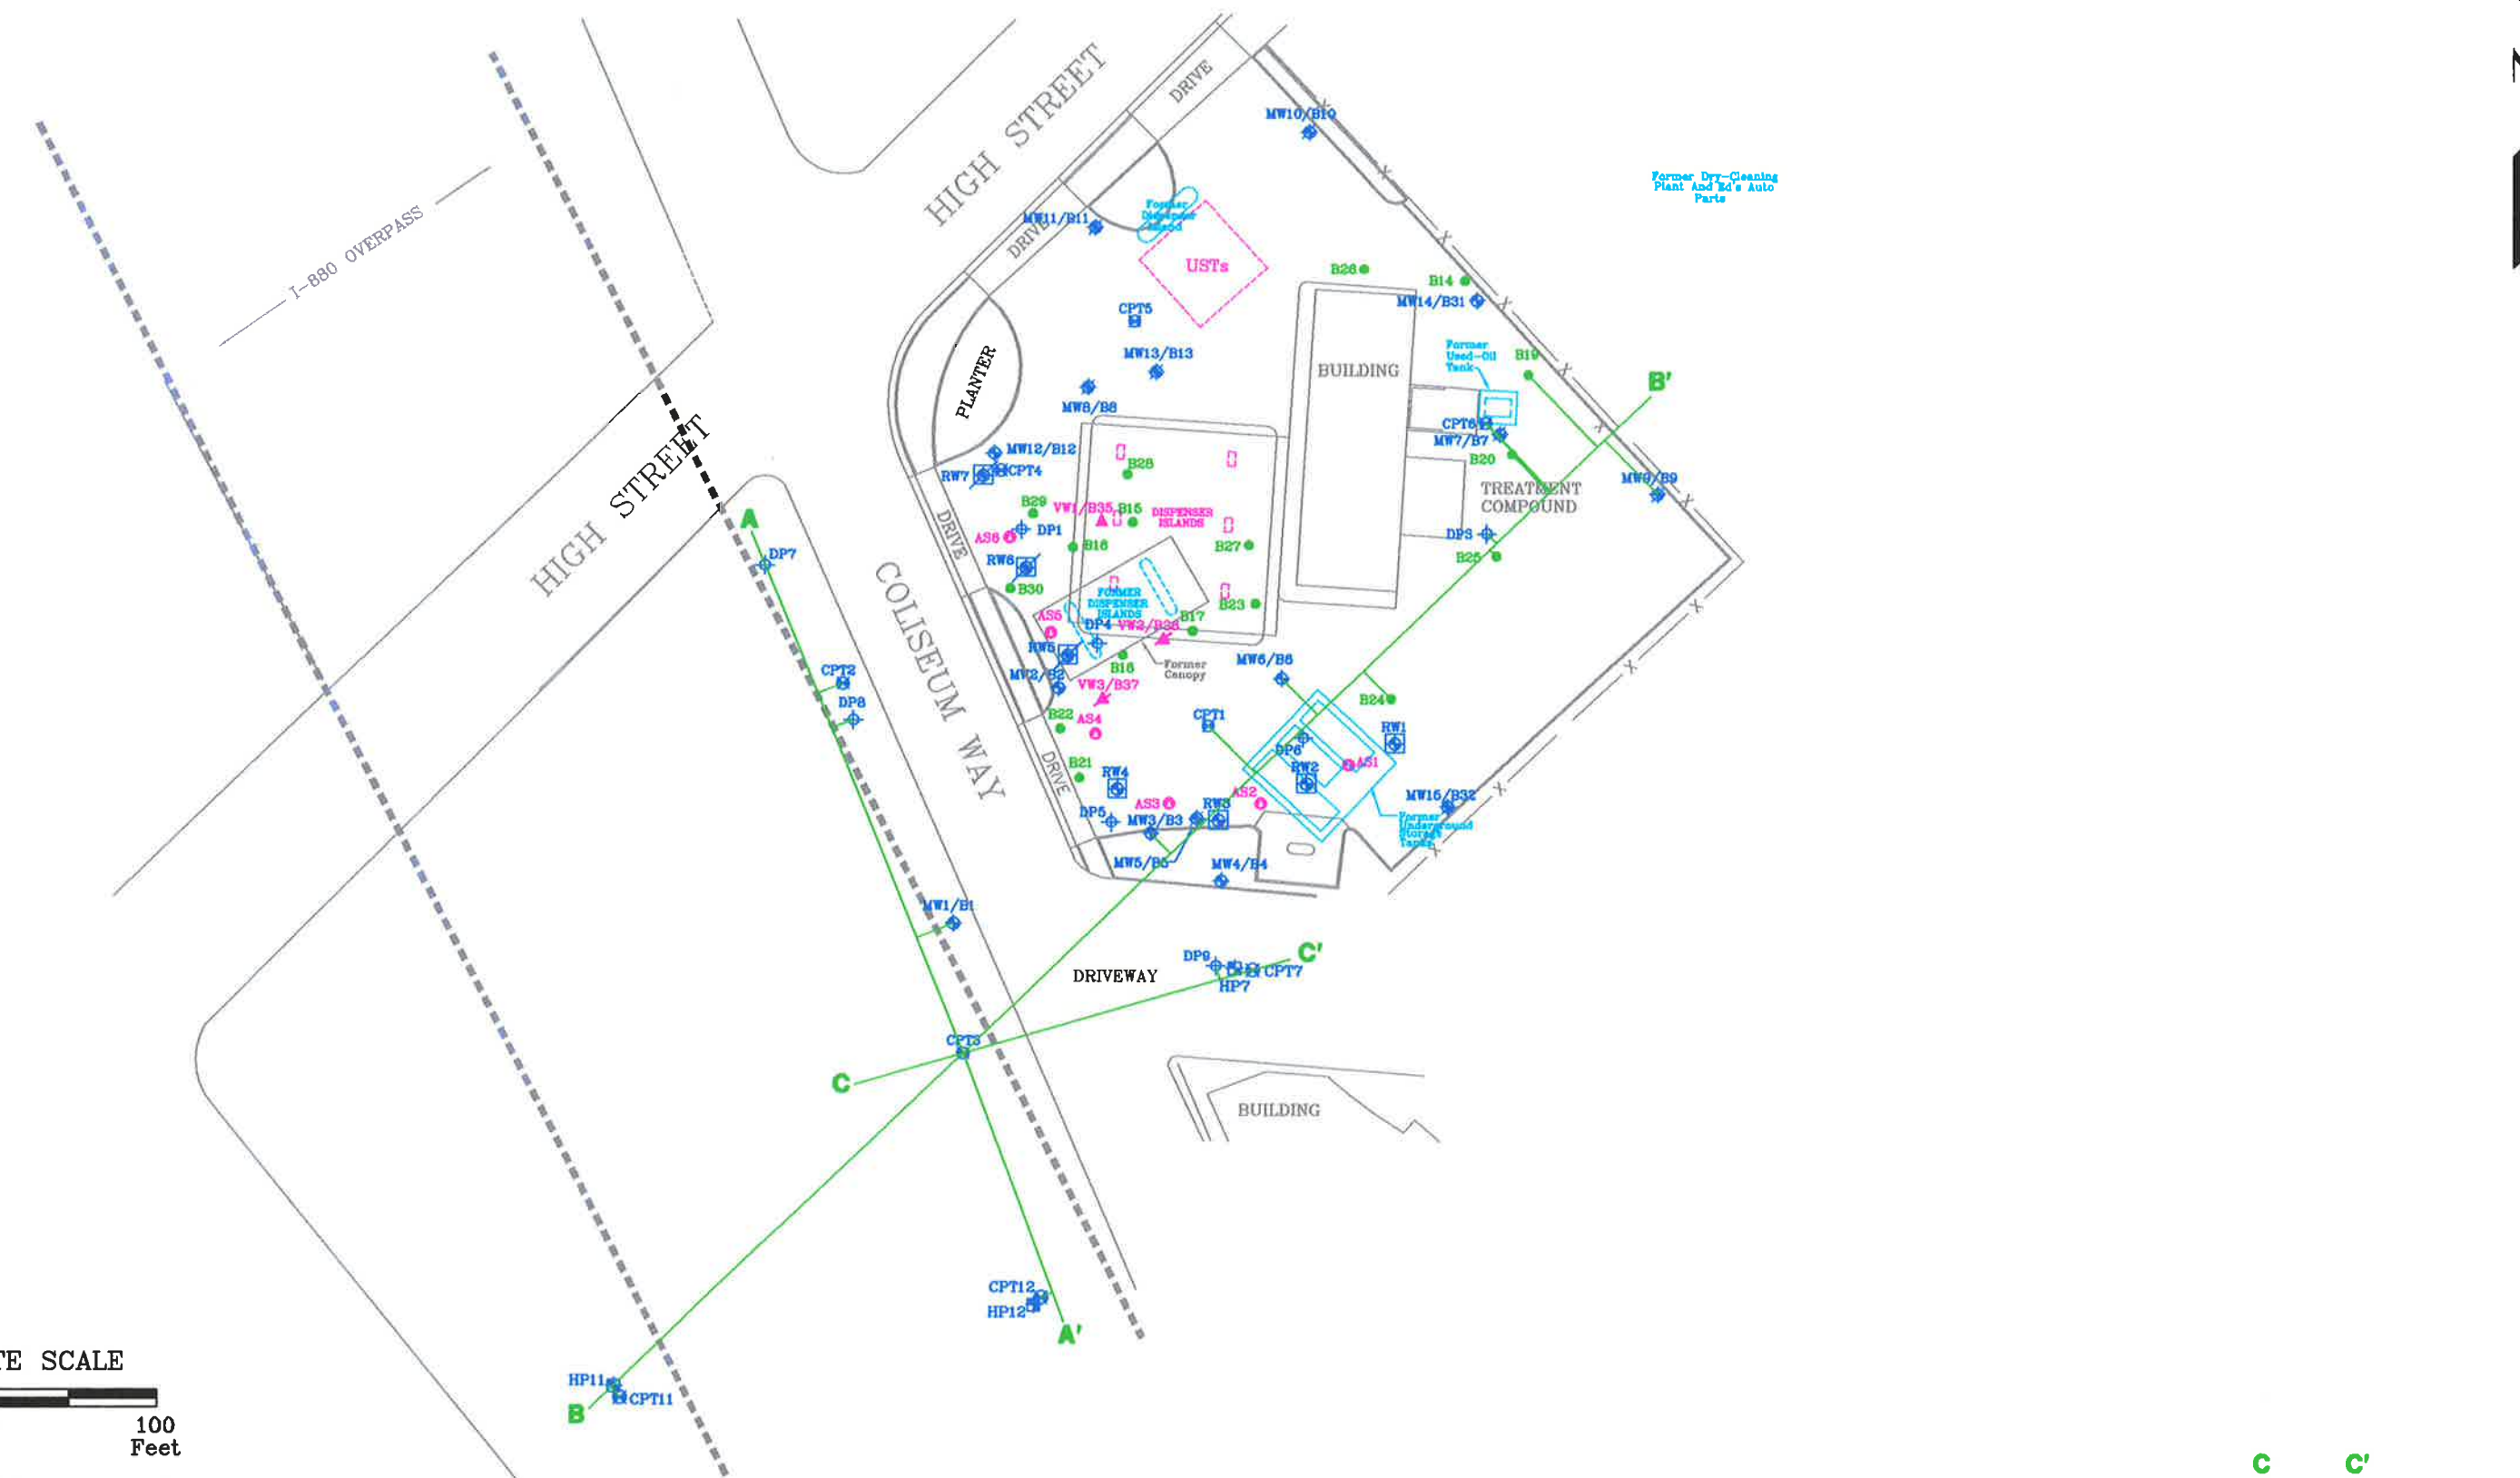 HIGH STREET
DRIVE
MW10/B10
Former Dry-Cleaning
Plant And Ed's Auto
Parts
I-880 OVERPASS
MW11/B11
Former
Dispenser
Island
DRIVE
USTs
B26
B14
MW14/B31
CPT5
MW13/B13
PLANTER
BUILDING
Former
Used-Oil
Tank
B19
B'
MW8/B8
CPT6
MW7/B7
HIGH STREET
MW12/B12
CPT4
RW7
B28
B20
MW9/B9
TREATMENT
COMPOUND
A
DRIVE
B29
VW1/B35
B15
DISPENSER
ISLANDS
DP1
AS6
B16
B27
DP3
B25
DP7
RW6
B30
FORMER
DISPENSER
ISLANDS
B23
COLISEUM WAY
AS5
DP4
B17
RW5
B18
Former
Canopy
MW6/B6
CPT2
MW2/B2
VW3/B37
B24
DP8
B22
AS4
CPT1
RW1
DP6
DRIVE
B21
RW4
RW2
AS1
AS3
RW3
AS2
DP5
MW3/B3
Former
Underground
Storage
Tanks
MW5/B5
MW4/B4
MW1/B1
DP9
C'
DRIVEWAY
CPT7
HP7
CPT3
C
BUILDING
CPT12
HP12
A'
TE SCALE
HP11
CPT11
B
100
Feet
C C'